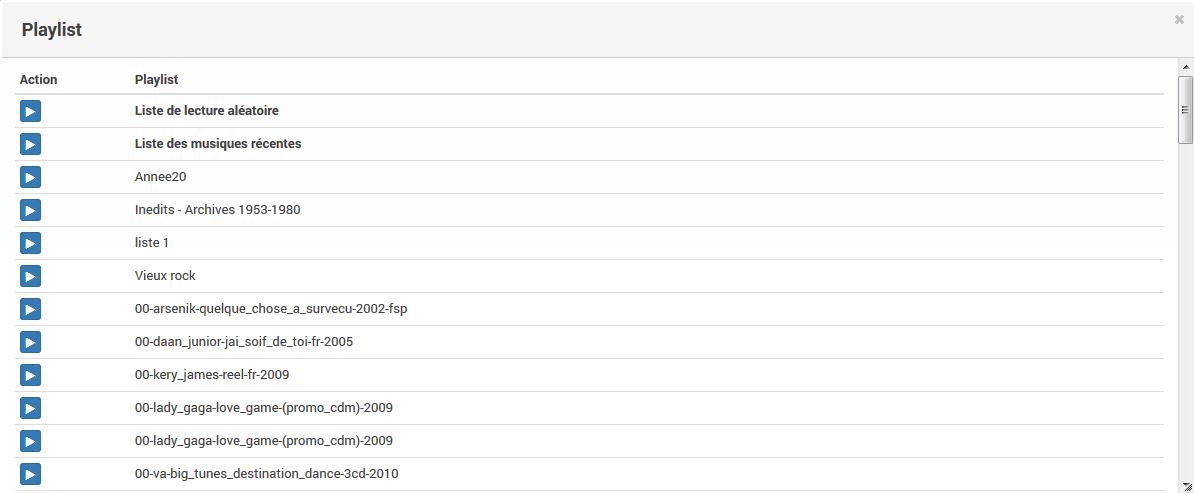 Playlist
Action Playlist
Liste de lecture aléatoire
Liste des musiques récentes
Annee20
Inedits - Archives 1953-1980
liste 1
Vieux rock
00-arsenik-quelque_chose_a_survecu-2002-fsp
00-daan_junior-jai_soif_de_toi-fr-2005
00-kery_james-reel-fr-2009
00-lady_gaga-love_game-(promo_cdm)-2009
00-lady_gaga-love_game-(promo_cdm)-2009
00-va-big_tunes_destination_dance-3cd-2010